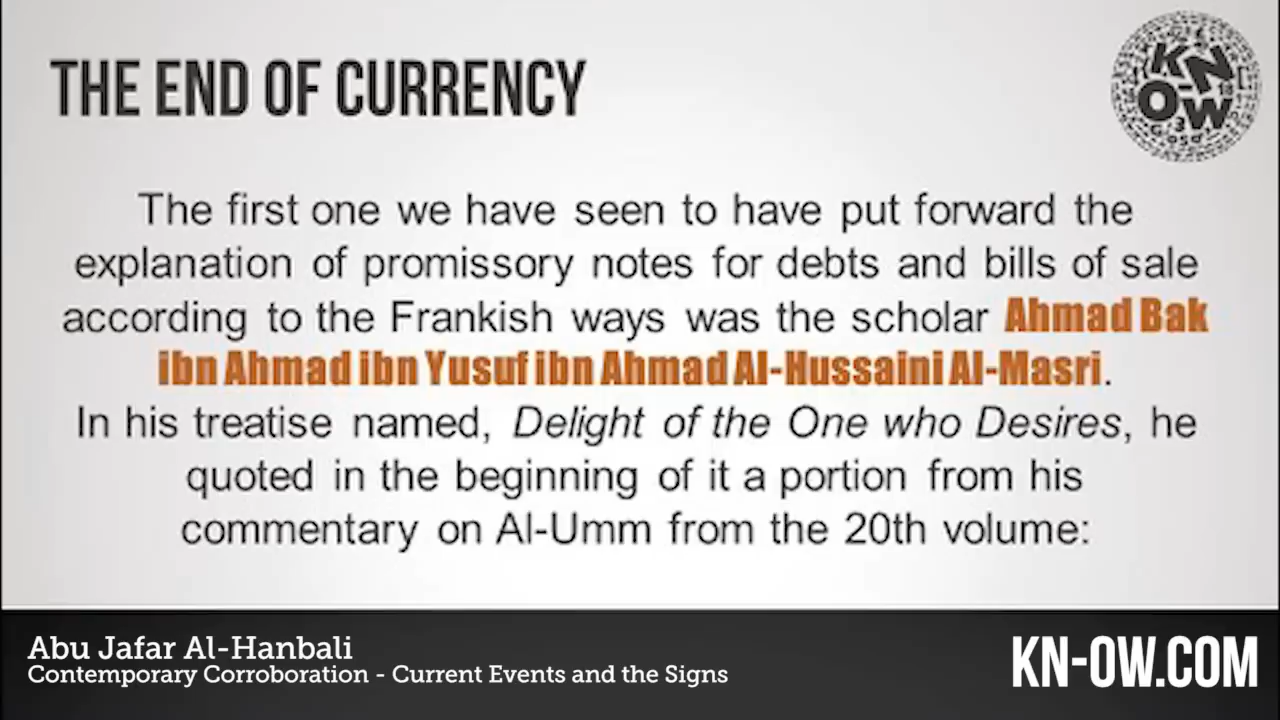 THE END OF CURRENCY
KN
OW
The first one we have seen to have put forward the
explanation of promissory notes for debts and bills of sale
according to the Frankish ways was the scholar Ahmad Bak
ibn Ahmad ibn Yusuf ibn Ahmad Al-Hussaini Al-Masri.
In his treatise named, Delight of the One who Desires, he
quoted in the beginning of it a portion from his
commentary on Al-Umm from the 20th volume:
Abu Jafar Al-Hanbali
Contemporary Corroboration - Current Events and the Signs
KN-OW.COM